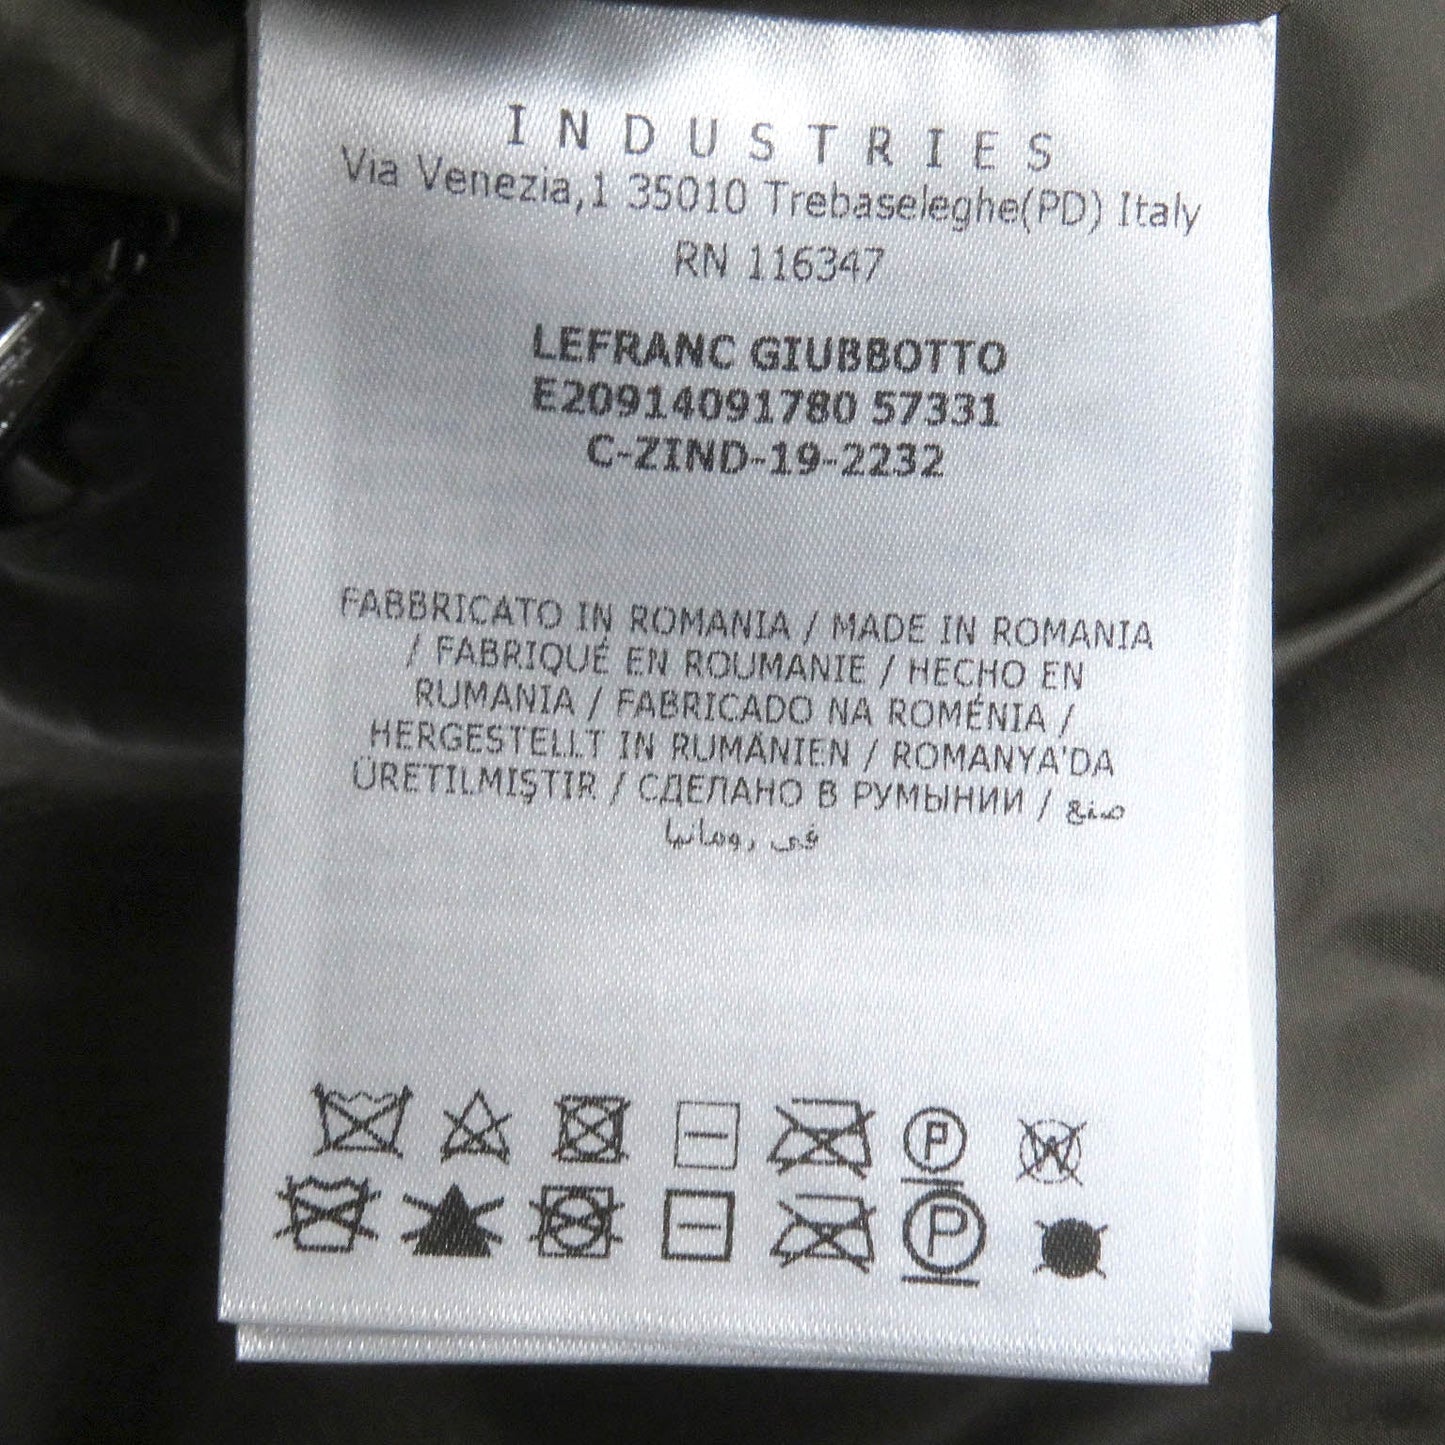 INDUSTRIES
Via Venezia,1 35010 Trebaseleghe(PD) Italy
RN 116347
LEFRANC GIUBBOTTO
E20914091780 57331
C-ZIND-19-2232
FABBRICATO IN ROMANIA / MADE IN ROMANIA
/ FABRIQUÉ EN ROUMANIE / HECHO EN
RUMANIA / FABRICADO NA ROMÉNIA /
HERGESTELLT IN RUMÄNIEN / ROMANYA'DA
ÜRETILMIŞTIR / СДЕЛАНО В РУМЫНИИ / صنع
في رومانيا
P W
P